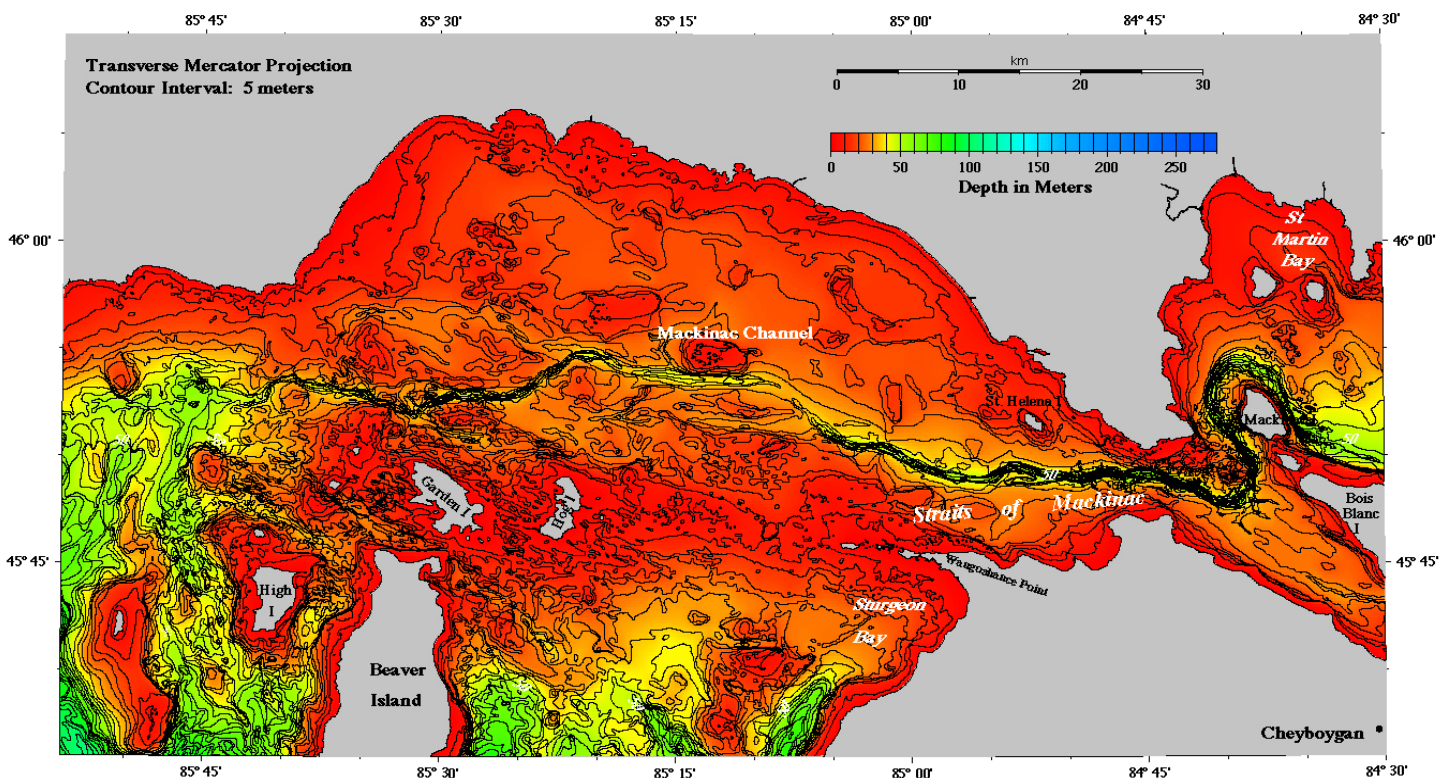 85° 45'
85° 30'
85° 15'
85° 00'
84° 45'
84° 30'
Transverse Mercator Projection
Contour Interval: 5 meters
km
0 10 20 30
0 50 100 150 200 250
Depth in Meters
St
Martin
Bay
46° 00'
46° 00'
Mackinac Channel
St. Helena I
Mack
50
50
Garden I
Hog I
Straits of Mackinac
Bois
Blanc
I
45° 45'
45° 45'
Waugoshance Point
High
I
Sturgeon
Bay
Beaver
Island
Cheyboygan
85° 45'
85° 30'
85° 15'
85° 00'
84° 45'
84° 30'